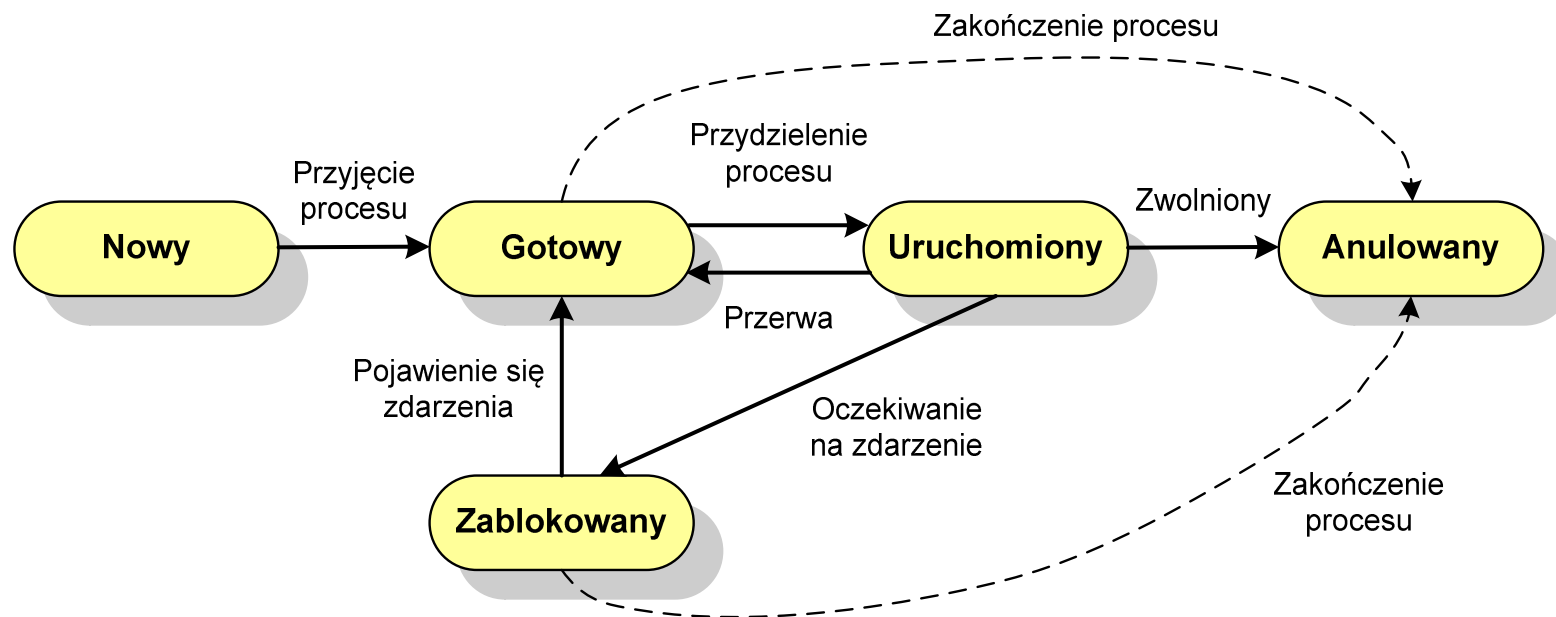 Zakończenie procesu
Przydzielenie
procesu
Przyjęcie
procesu
Zwolniony
Nowy
Gotowy
Uruchomiony
Anulowany
Przerwa
Pojawienie się
zdarzenia
Oczekiwanie
na zdarzenie
Zakończenie
procesu
Zablokowany